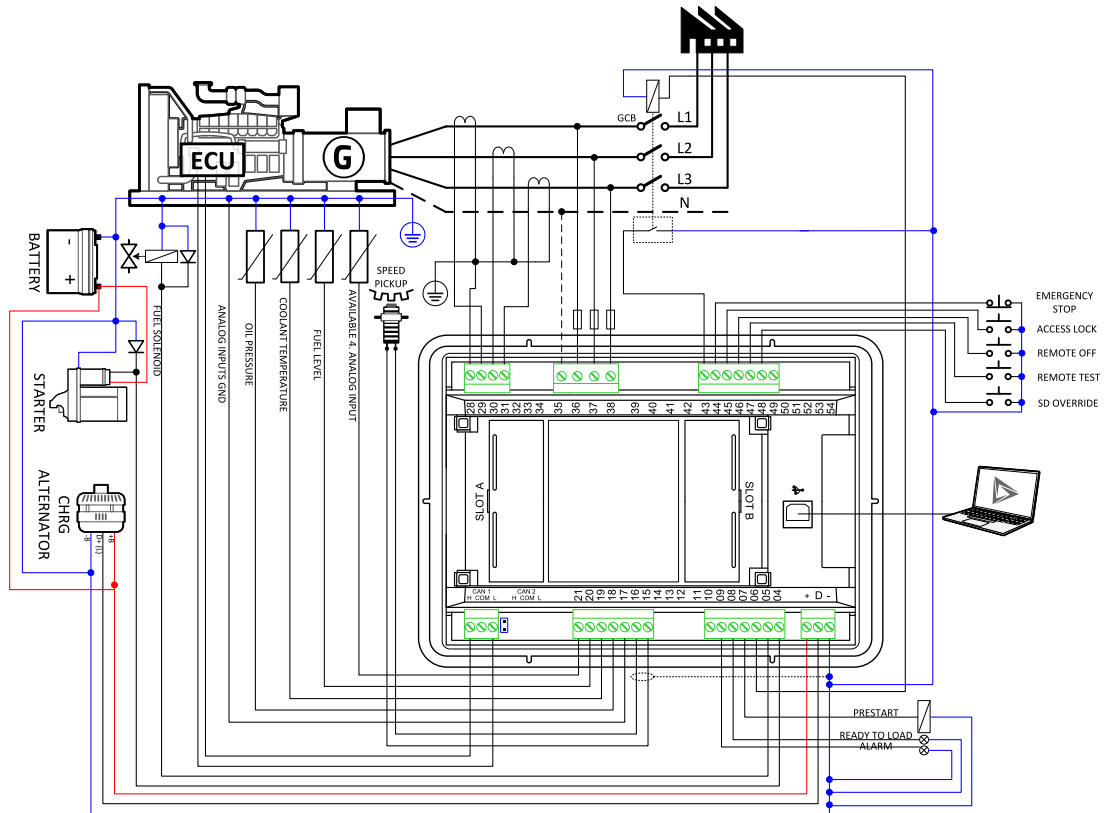 GCB
L1
L2
L3
N
ECU
G
BATTERY
-
+
STARTER
CHRG
ALTERNATOR
-B
D+ (L)
+B
FUEL SOLENOID
ANALOG INPUTS GND
OIL PRESSURE
COOLANT TEMPERATURE
FUEL LEVEL
AVAILABLE 4. ANALOG INPUT
SPEED
PICKUP
EMERGENCY
STOP
ACCESS LOCK
REMOTE OFF
REMOTE TEST
SD OVERRIDE
28 29 30 31 32 33 34 35 36 37 38 39 40 41 42 43 44 45 46 47 48 49 50 51 52 53 54
SLOT A
SLOT B
CAN 1
H COM L
CAN 2
H COM L
21 20 19 18 17 16 15 14 13 12 11 10 09 08 07 06 05 04 + D -
PRESTART
READY TO LOAD
ALARM